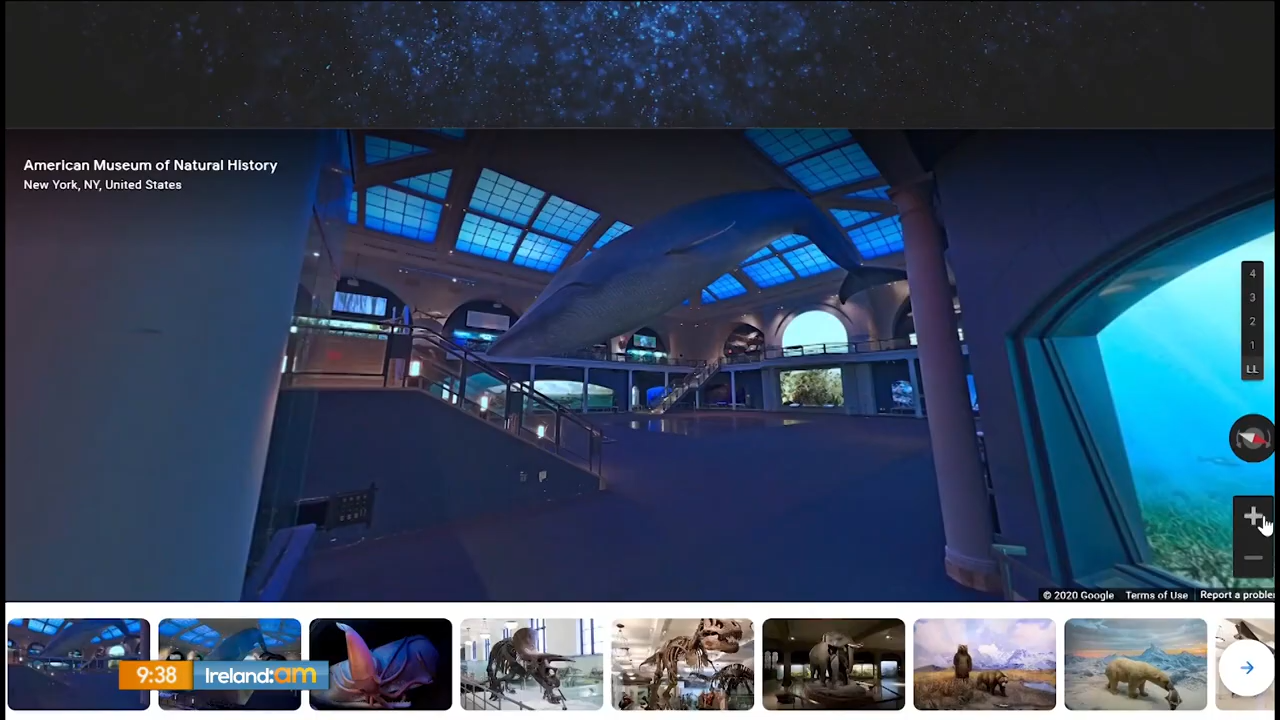 American Museum of Natural History
New York, NY, United States
4
3
2
1
LL
© 2020 Google Terms of Use Report a proble
9:38 Ireland:am